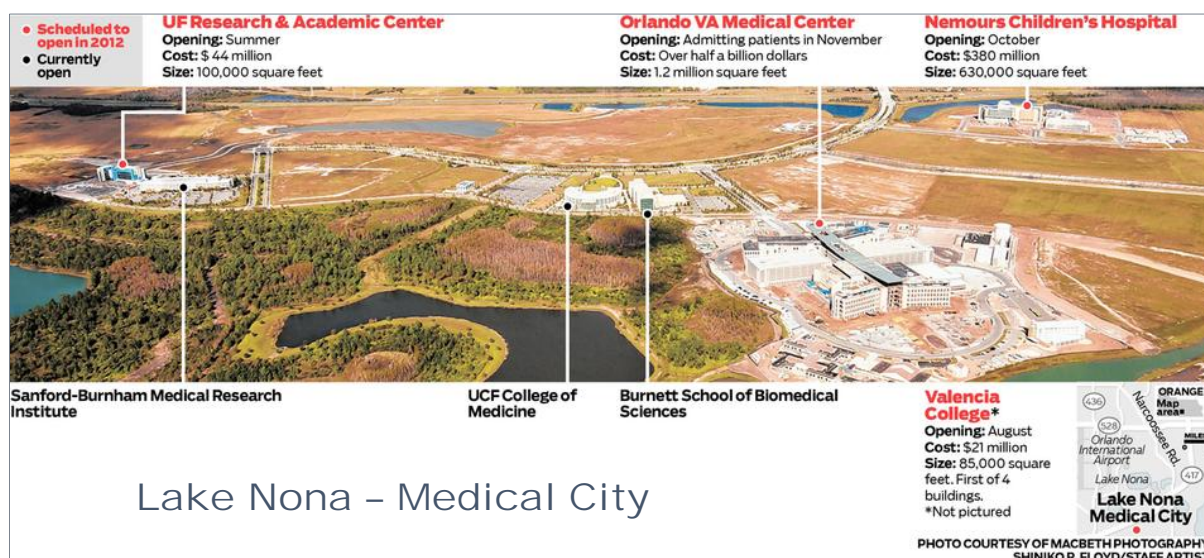 Scheduled to
open in 2012
Currently
open
UF Research & Academic Center
Opening: Summer
Cost: $ 44 million
Size: 100,000 square feet
Orlando VA Medical Center
Opening: Admitting patients in November
Cost: Over half a billion dollars
Size: 1.2 million square feet
Nemours Children's Hospital
Opening: October
Cost: $380 million
Size: 630,000 square feet
Sanford-Burnham Medical Research
Institute
UCF College of
Medicine
Burnett School of Biomedical
Sciences
Valencia
College*
Opening: August
Cost: $21 million
Size: 85,000 square
feet. First of 4
buildings.
*Not pictured
ORANGE
Map
area
436
528
Narcoossee Rd.
MILES
Orlando
International
Airport
Lake Nona
417
Lake Nona
Medical City
Lake Nona – Medical City
PHOTO COURTESY OF MACBETH PHOTOGRAPHY
SHINIKO R. FLOYD/STAFF ARTIST